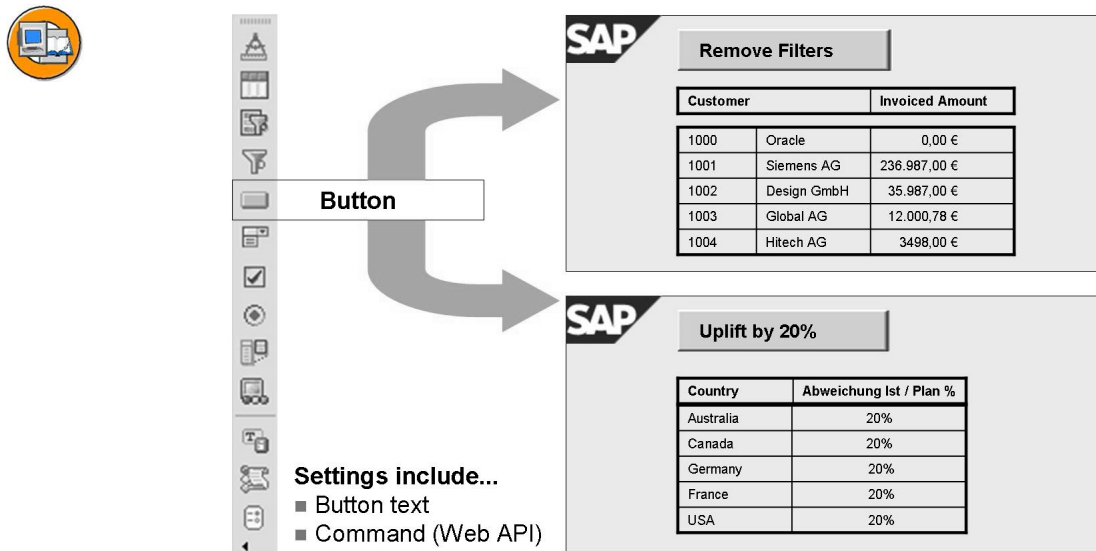 SAP
Remove Filters
Customer Invoiced Amount
1000 Oracle 0,00 €
1001 Siemens AG 236.987,00 €
1002 Design GmbH 35.987,00 €
1003 Global AG 12.000,78 €
1004 Hitech AG 3498,00 €
Button
SAP
Uplift by 20%
Country Abweichung Ist / Plan %
Australia 20%
Canada 20%
Germany 20%
France 20%
USA 20%
Settings include...
Button text
Command (Web API)